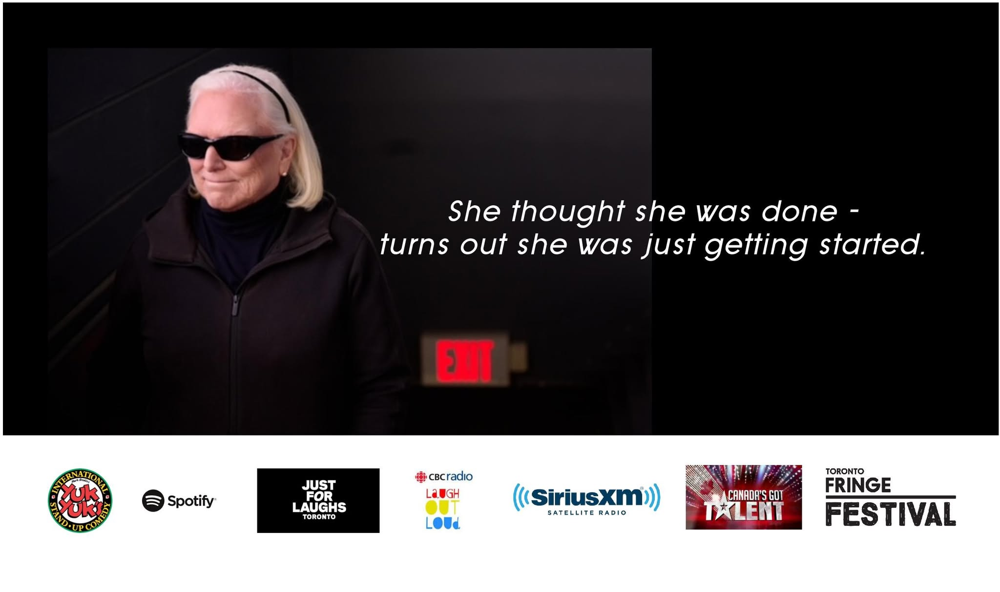 She thought she was done -
turns out she was just getting started.
EXIT
INTERNATIONAL
Mark Breslin's
YUK
YUK's
STAND-UP COMEDY
Spotify
JUST
FOR
LAUGHS
TORONTO
CBC radio
LAUGH
OUT
LOUd
SiriusXM
SATELLITE RADIO
CANADA'S GOT
TALENT
TORONTO
FRINGE
FESTIVAL